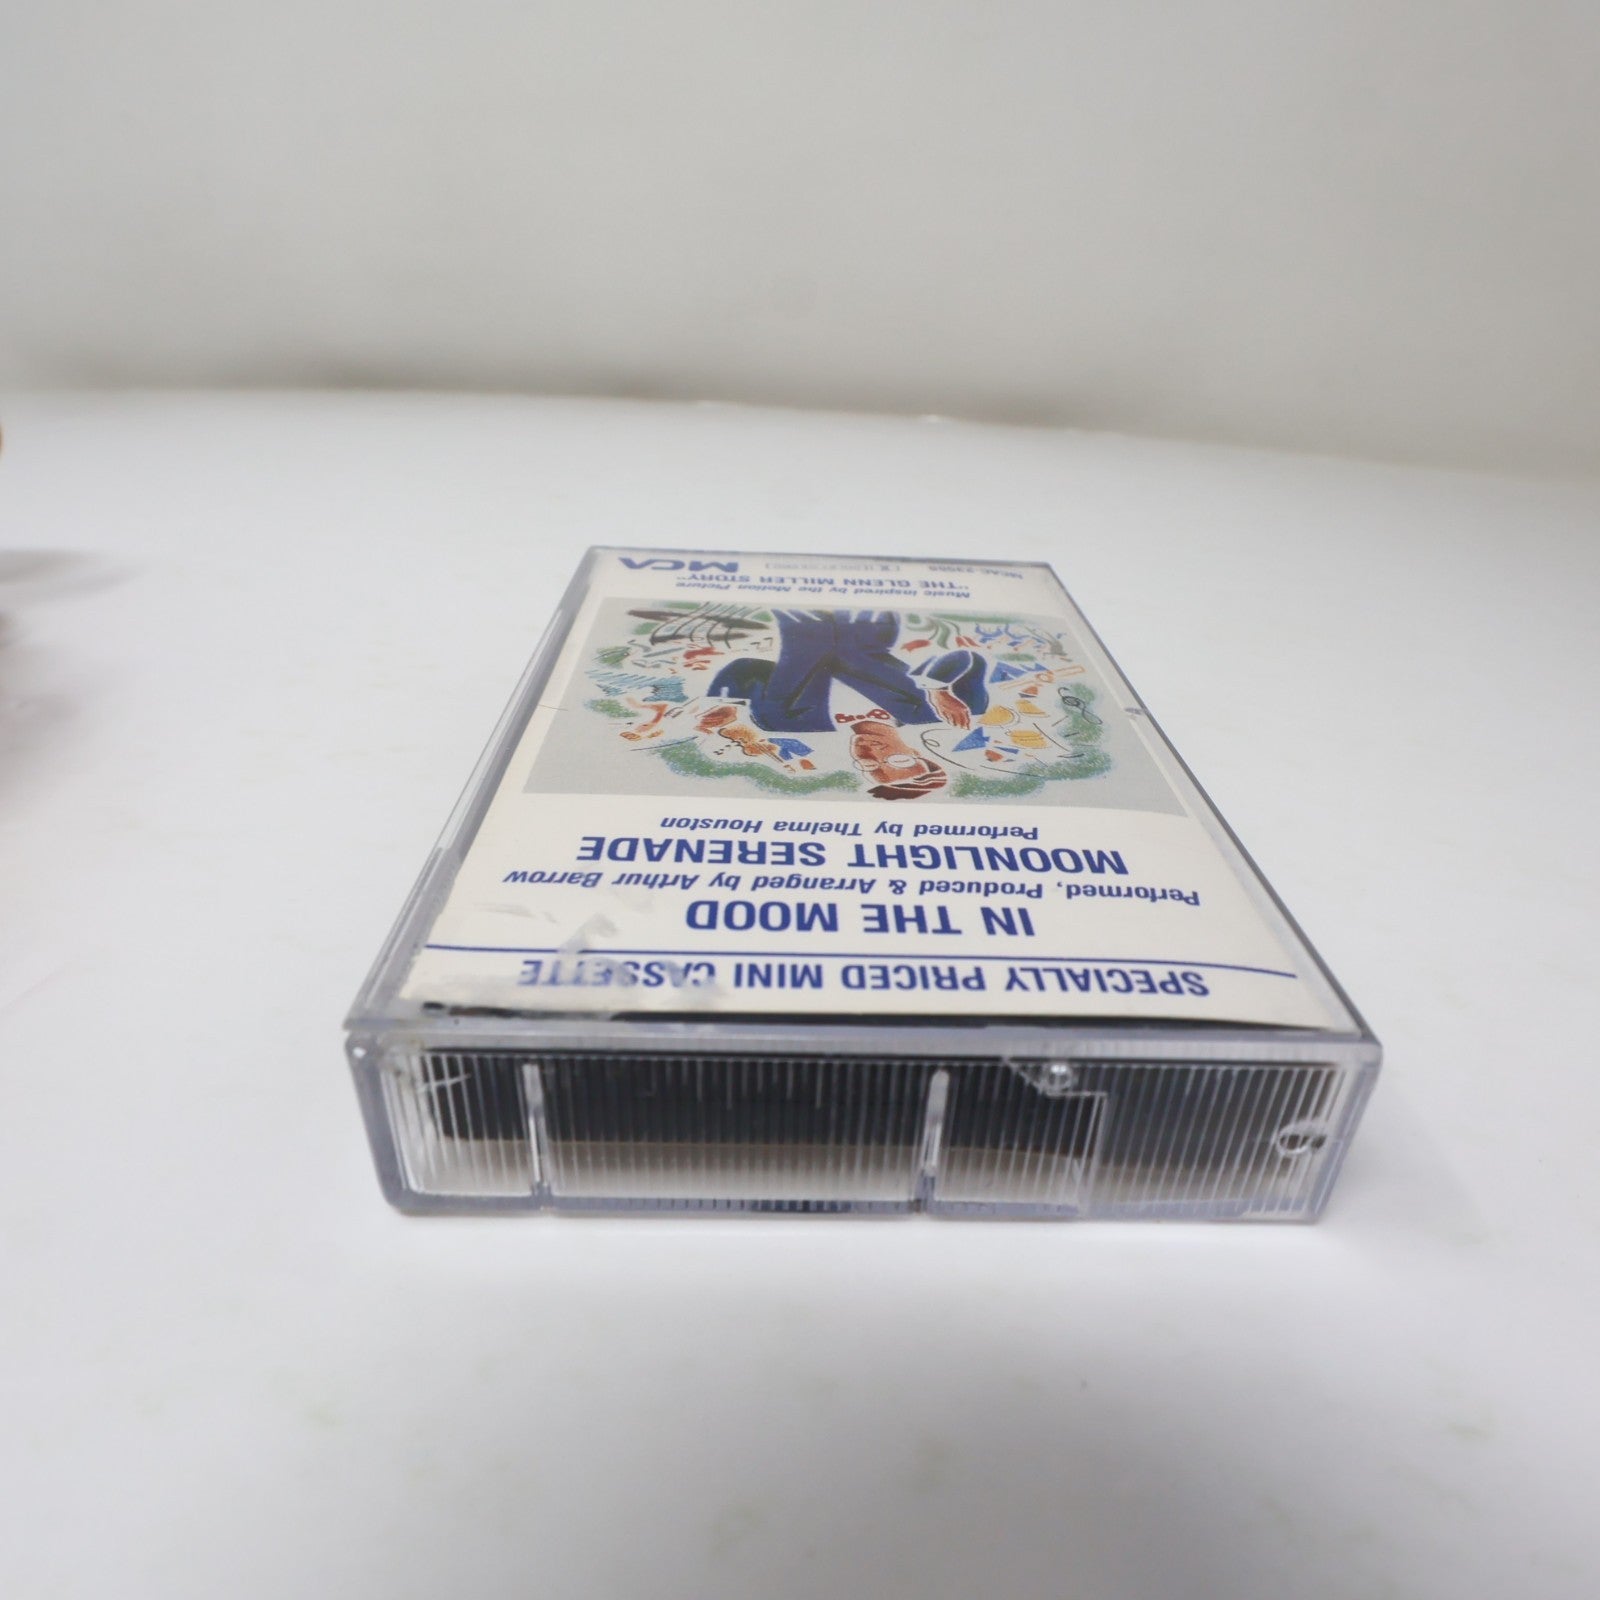 SPECIALLY PRICED MINI CASSETTE
IN THE MOOD
Performed, Produced & Arranged by Arthur Barrow
MOONLIGHT SERENADE
Performed by Thelma Houston
Music inspired by the Motion Picture
"THE GLENN MILLER STORY"
MCA